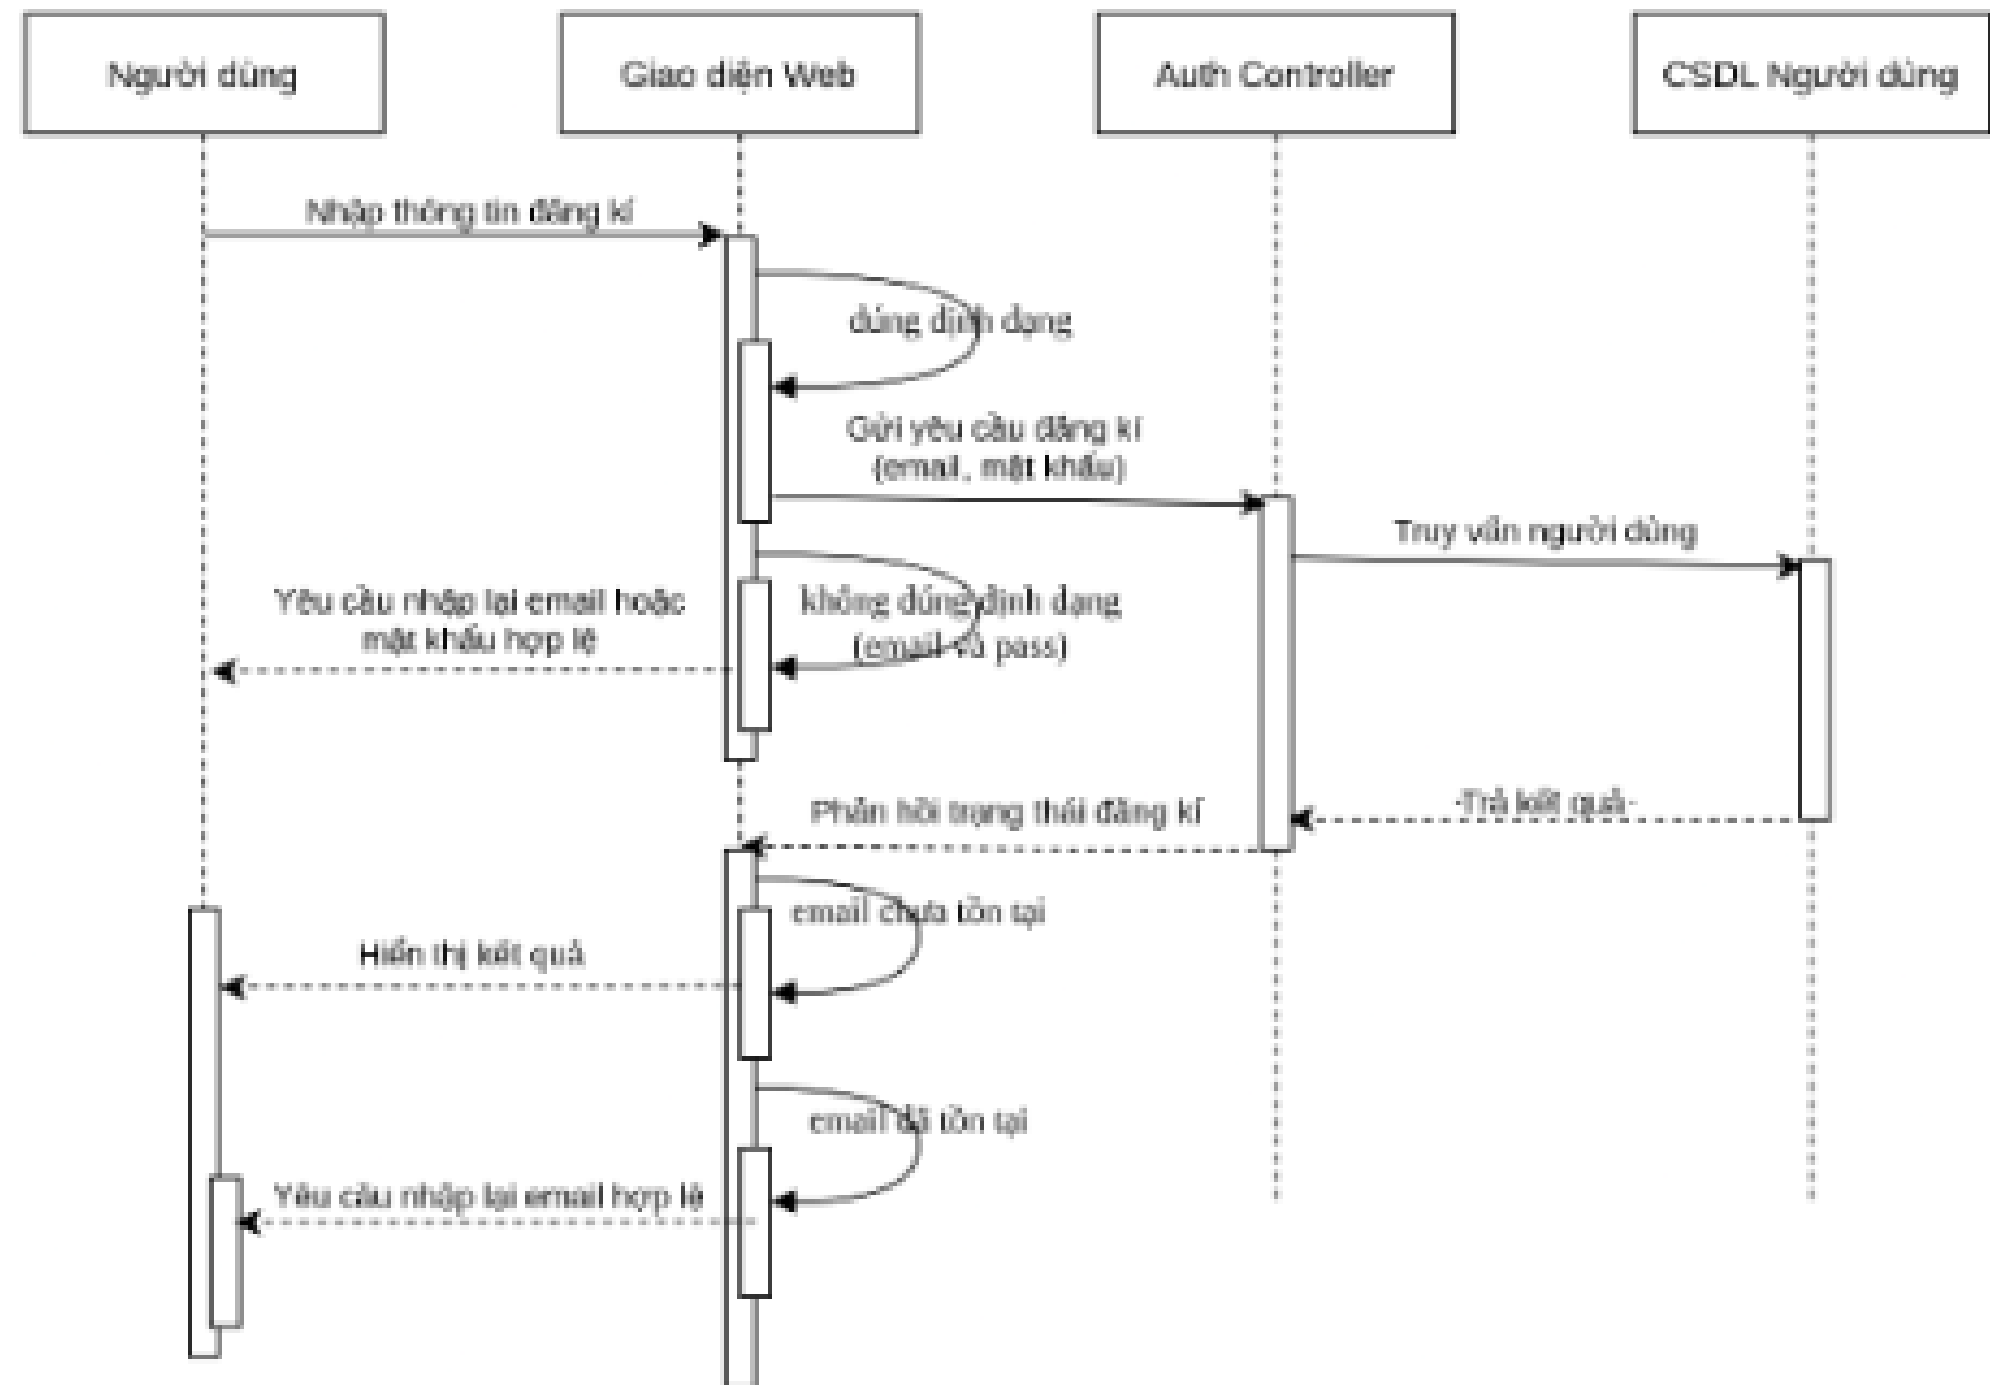 Người dùng
Giao diện Web
Auth Controller
CSDL Người dùng
Nhập thông tin đăng kí
đúng định dạng
Gửi yêu cầu đăng kí
(email, mật khẩu)
Truy vấn người dùng
Yêu cầu nhập lại email hoặc
mật khẩu hợp lệ
không đúng định dạng
(email và pass)
Trả kết quả
Phản hồi trạng thái đăng kí
email chưa tồn tại
Hiển thị kết quả
email đã tồn tại
Yêu cầu nhập lại email hợp lệ